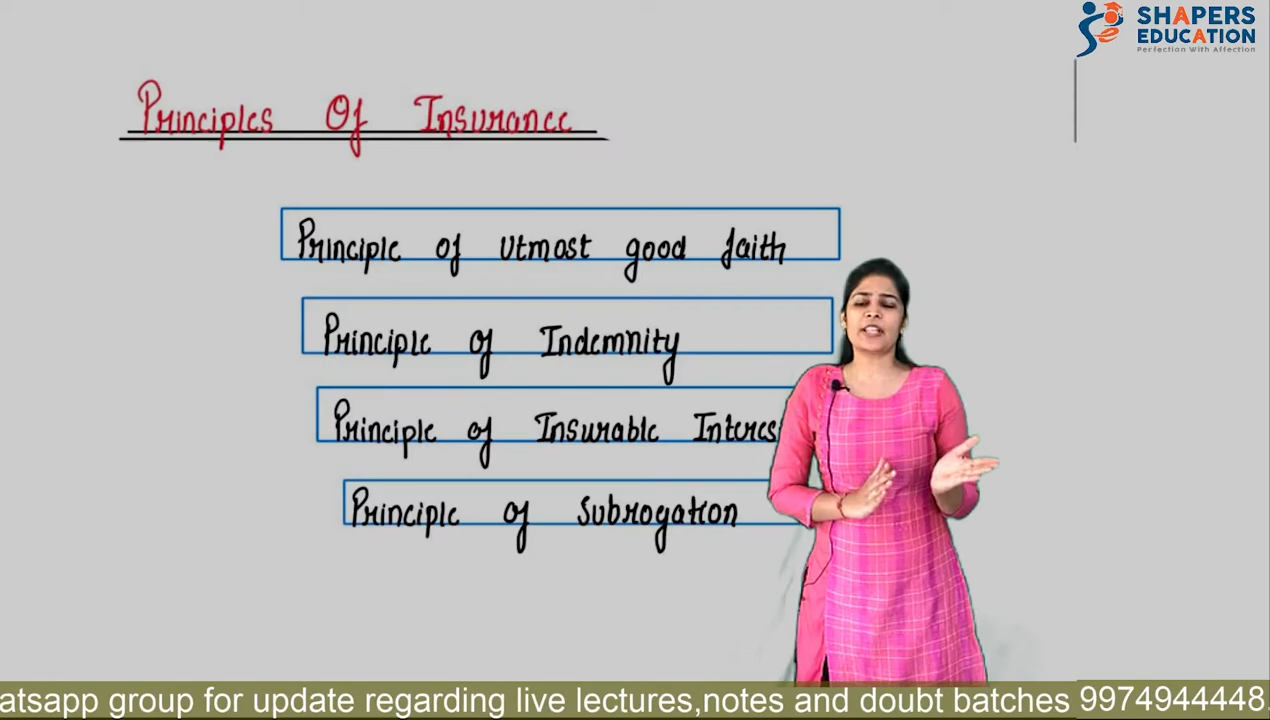 SHAPERS
EDUCATION
Perfection With Affection
Principles Of Insurance
Principle of utmost good faith
Principle of Indemnity
Principle of Insurable Interes
Principle of Subrogation
atsapp group for update regarding live lectures,notes and doubt batches 9974944448.